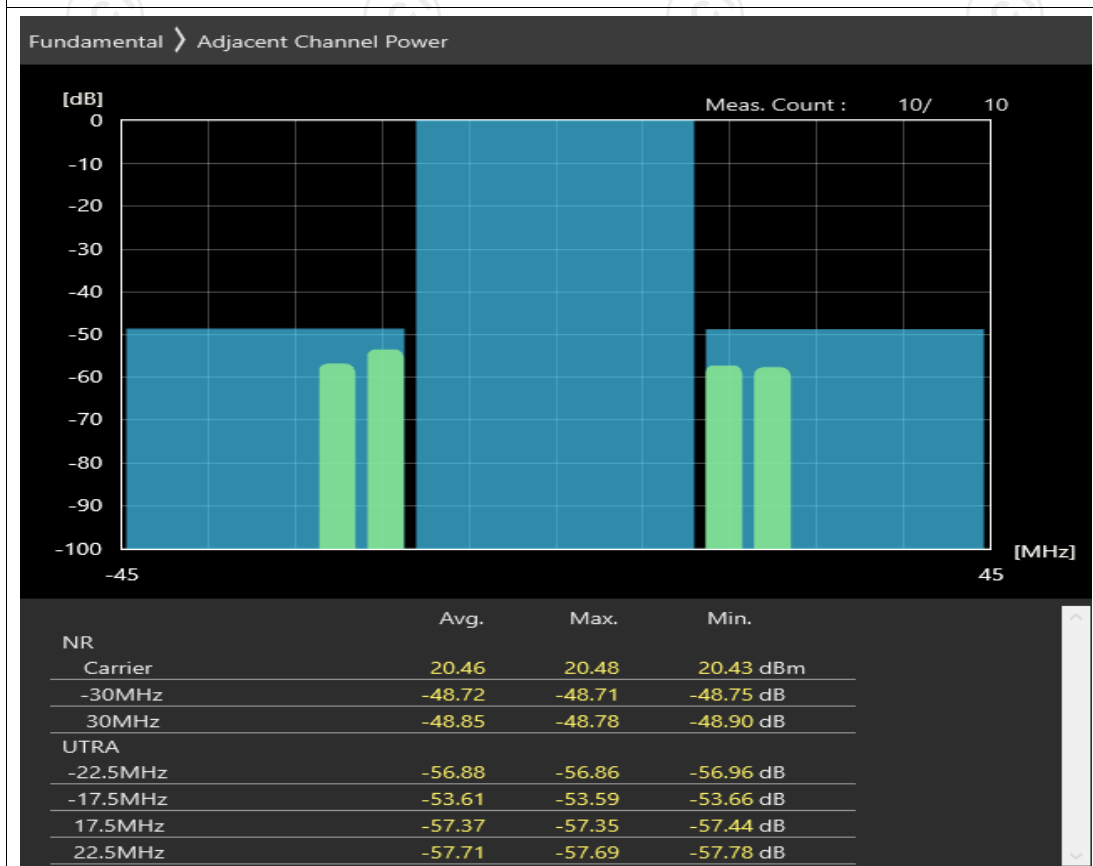 Fundamental 〉 Adjacent Channel Power
[dB]
Meas. Count : 10/ 10
0
-10
-20
-30
-40
-50
-60
-70
-80
-90
-100
[MHz]
-45 45
Avg. Max. Min.
NR
Carrier 20.46 20.48 20.43 dBm
-30MHz -48.72 -48.71 -48.75 dB
30MHz -48.85 -48.78 -48.90 dB
UTRA
-22.5MHz -56.88 -56.86 -56.96 dB
-17.5MHz -53.61 -53.59 -53.66 dB
17.5MHz -57.37 -57.35 -57.44 dB
22.5MHz -57.71 -57.69 -57.78 dB